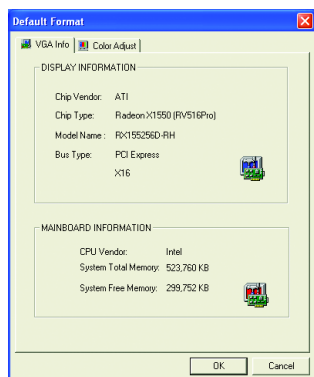 Default Format
VGA Info Color Adjust
DISPLAY INFORMATION
Chip Vendor: ATI
Chip Type: Radeon X1550 (RV516Pro)
Model Name : RX155256D-RH
Bus Type: PCI Express
X16
MAINBOARD INFORMATION
CPU Vendor: Intel
System Total Memory: 523,760 KB
System Free Memory: 299,752 KB
OK Cancel